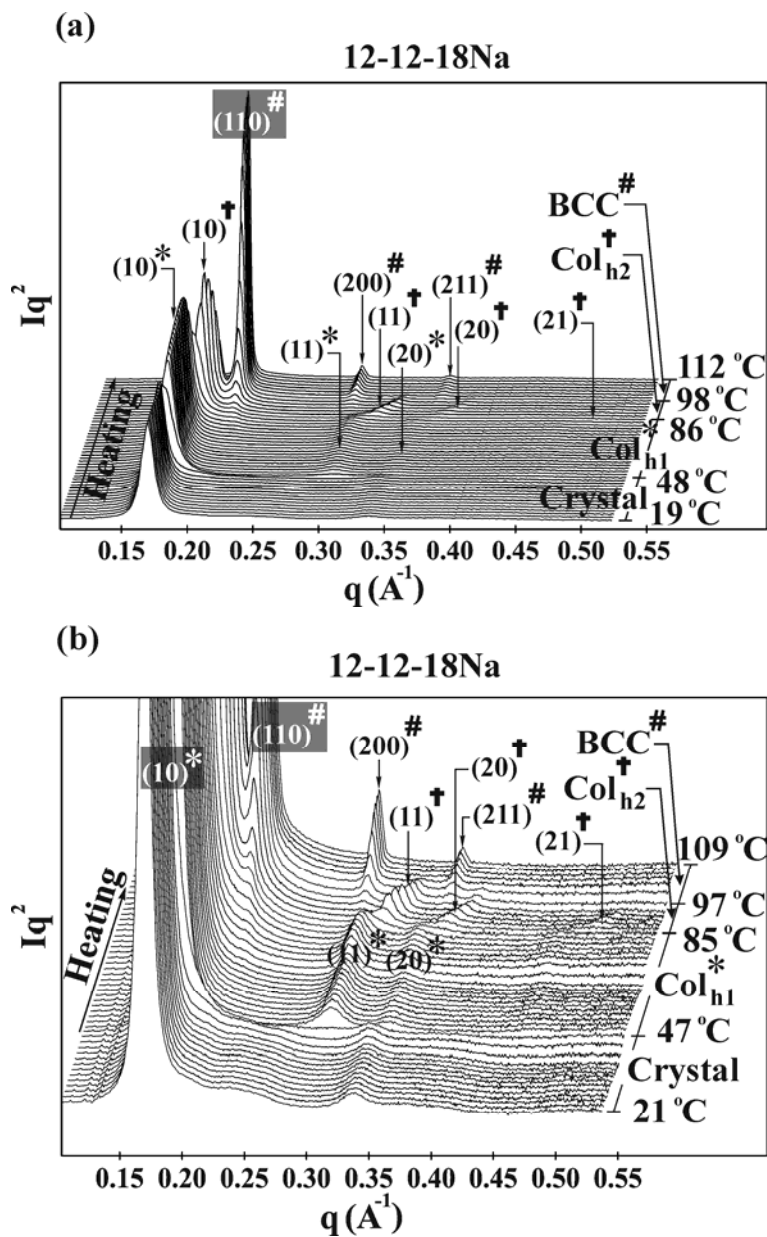 (a)
12-12-18Na
(110)#
(10)†
(10)*
(200)#
(211)#
(11)†
(20)†
(11)*
(20)*
(21)†
BCC#
Colh2†
112 °C
98 °C
86 °C
Colh1*
48 °C
Crystal
19 °C
Heating
Iq²
0.15 0.20 0.25 0.30 0.35 0.40 0.45 0.50 0.55
q (A⁻¹)
(b)
12-12-18Na
(110)#
(10)*
(200)#
(20)†
(11)†
(211)#
(21)†
BCC#
Colh2†
109 °C
97 °C
85 °C
(11)*
(20)*
Colh1*
47 °C
Crystal
21 °C
Heating
Iq²
0.15 0.20 0.25 0.30 0.35 0.40 0.45 0.50 0.55
q (A⁻¹)